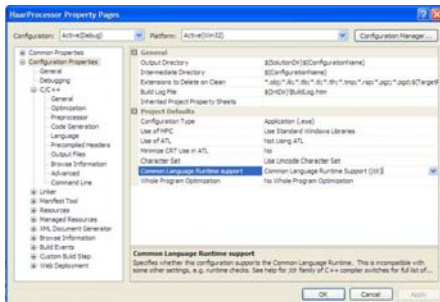 HaarProcessor Property Pages
Configuration: Active(Debug) Platform: Active(Win32) Configuration Manager...
Common Properties
Configuration Properties
General
Debugging
C/C++
General
Optimization
Preprocessor
Code Generation
Language
Precompiled Headers
Output Files
Browse Information
Advanced
Command Line
Linker
Manifest Tool
Resources
Managed Resources
XML Document Generator
Browse Information
Build Events
Custom Build Step
Web Deployment
General
Output Directory $(SolutionDir)$(ConfigurationName)
Intermediate Directory $(ConfigurationName)
Extensions to Delete on Clean
Build Log File $(IntDir)\BuildLog.htm
Inherited Project Property Sheets
Project Defaults
Configuration Type Application (.exe)
Use of MFC Use Standard Windows Libraries
Use of ATL Not Using ATL
Minimize CRT Use in ATL No
Character Set Use Unicode Character Set
Common Language Runtime support Common Language Runtime Support (/clr)
Whole Program Optimization No Whole Program Optimization
Common Language Runtime support
Specifies whether this configuration supports the Common Language Runtime. This is incompatible with
some other settings, e.g. runtime checks. See help for /clr family of C++ compiler switches for full list of...
OK Cancel Apply